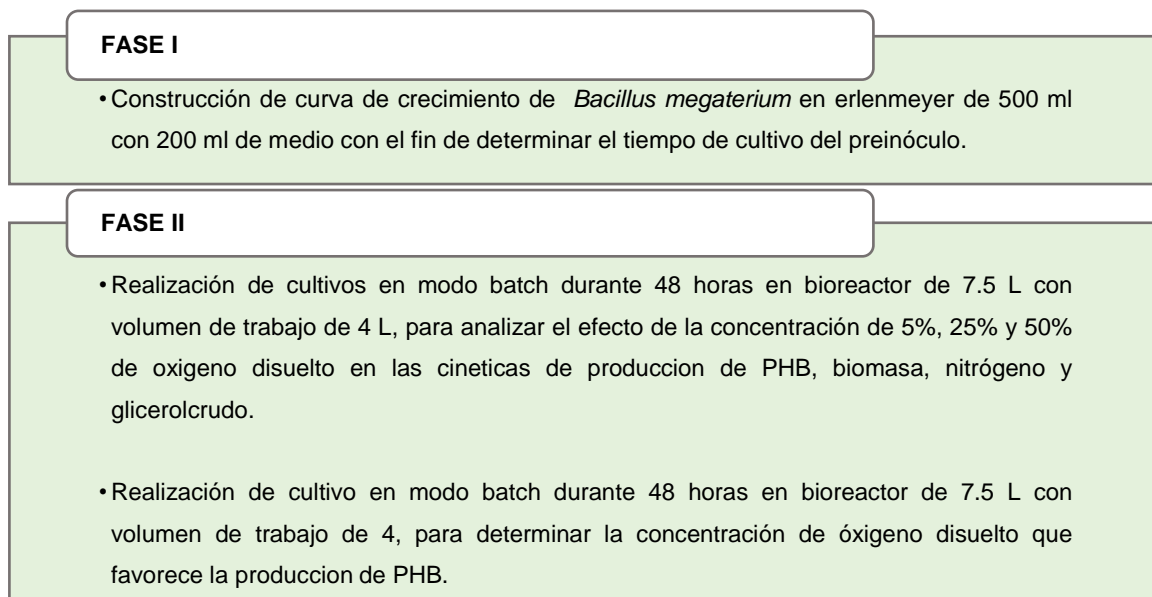 FASE I
• Construcción de curva de crecimiento de Bacillus megaterium en erlenmeyer de 500 ml
con 200 ml de medio con el fin de determinar el tiempo de cultivo del preinóculo.
FASE II
• Realización de cultivos en modo batch durante 48 horas en bioreactor de 7.5 L con
volumen de trabajo de 4 L, para analizar el efecto de la concentración de 5%, 25% y 50%
de oxigeno disuelto en las cineticas de produccion de PHB, biomasa, nitrógeno y
glicerolcrudo.
• Realización de cultivo en modo batch durante 48 horas en bioreactor de 7.5 L con
volumen de trabajo de 4, para determinar la concentración de óxigeno disuelto que
favorece la produccion de PHB.